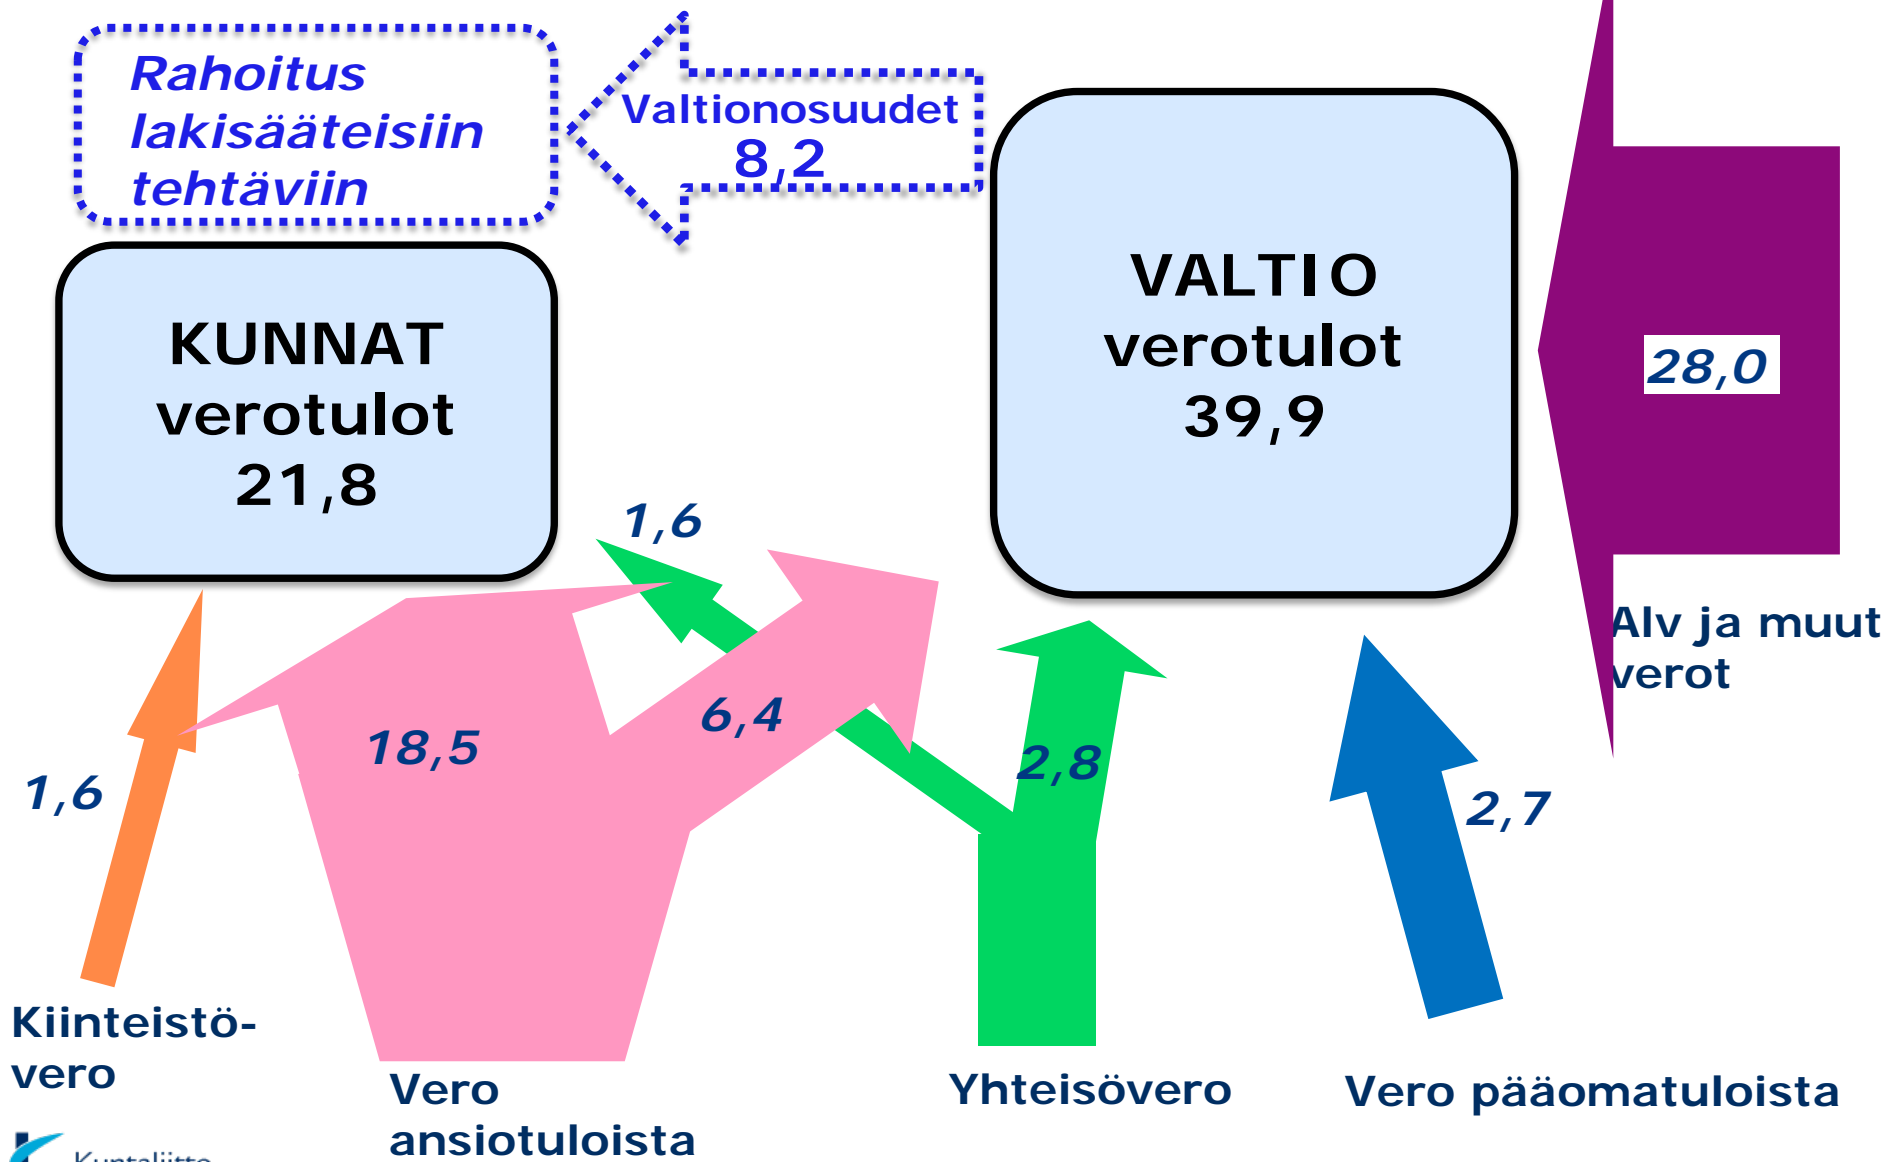 Rahoitus
lakisääteisiin
tehtäviin
Valtionosuudet
8,2
KUNNAT
verotulot
21,8
VALTIO
verotulot
39,9
28,0
Alv ja muut
verot
1,6
1,6
18,5
6,4
2,8
2,7
Kiinteistö-
vero
Vero
ansiotuloista
Yhteisövero
Vero pääomatuloista
Kuntaliitto